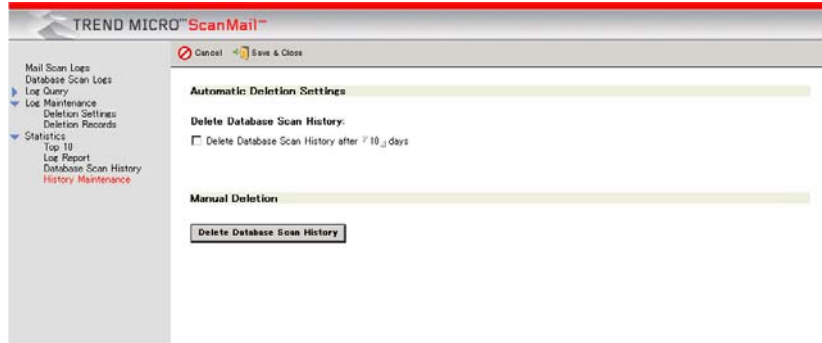 TREND MICRO™ ScanMail™
Cancel Save & Close
Mail Scan Logs
Database Scan Logs
Log Query
Log Maintenance
Deletion Settings
Deletion Records
Statistics
Top 10
Log Report
Database Scan History
History Maintenance
Automatic Deletion Settings
Delete Database Scan History:
Delete Database Scan History after 10 days
Manual Deletion
Delete Database Scan History